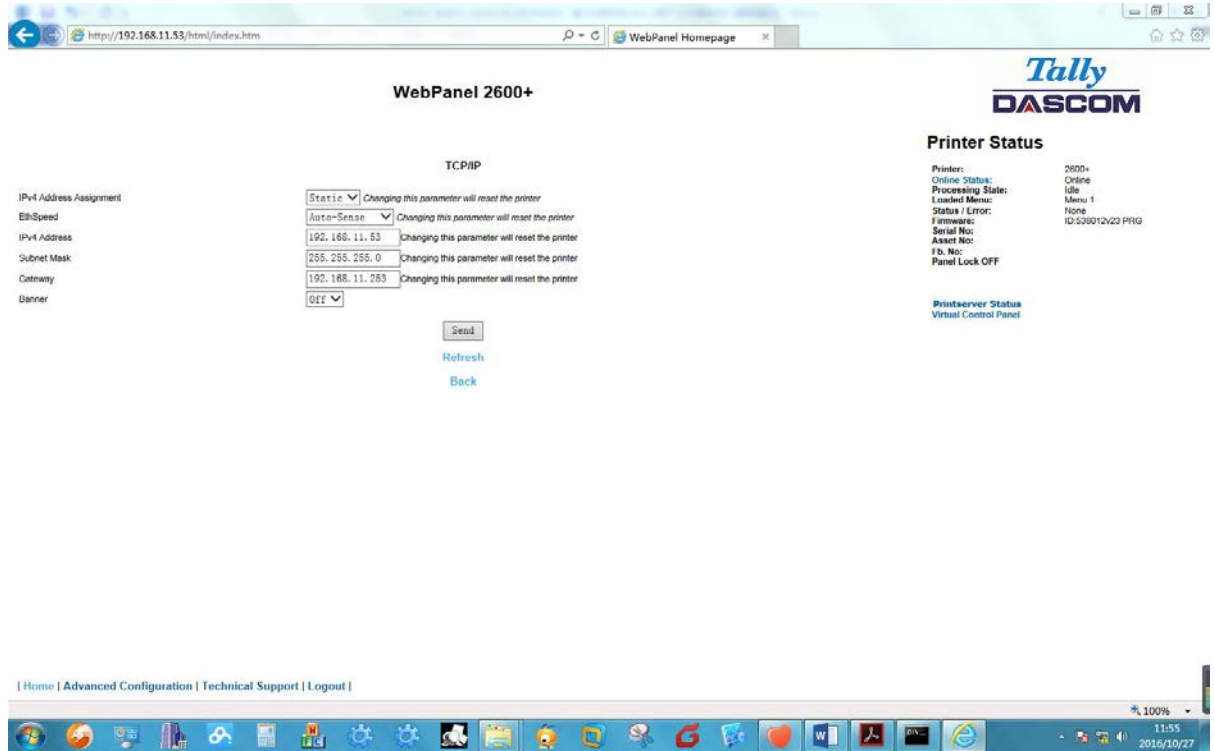 http://192.168.11.53/html/index.htm
WebPanel Homepage
WebPanel 2600+
Tally
DASCOM
Printer Status
Printer: 2600+
Online Status: Online
Processing State: Idle
Loaded Menu: Menu 1
Status / Error: None
Firmware: ID:538012v23 PRG
Serial No:
Asset No:
Fb. No:
Panel Lock OFF
Printserver Status
Virtual Control Panel
TCP/IP
IPv4 Address Assignment Static Changing this parameter will reset the printer
EthSpeed Auto-Sense Changing this parameter will reset the printer
IPv4 Address 192.168.11.53 Changing this parameter will reset the printer
Subnet Mask 255.255.255.0 Changing this parameter will reset the printer
Gateway 192.168.11.253 Changing this parameter will reset the printer
Banner Off
Send
Refresh
Back
| Home | Advanced Configuration | Technical Support | Logout |
100%
11:55
2016/10/27